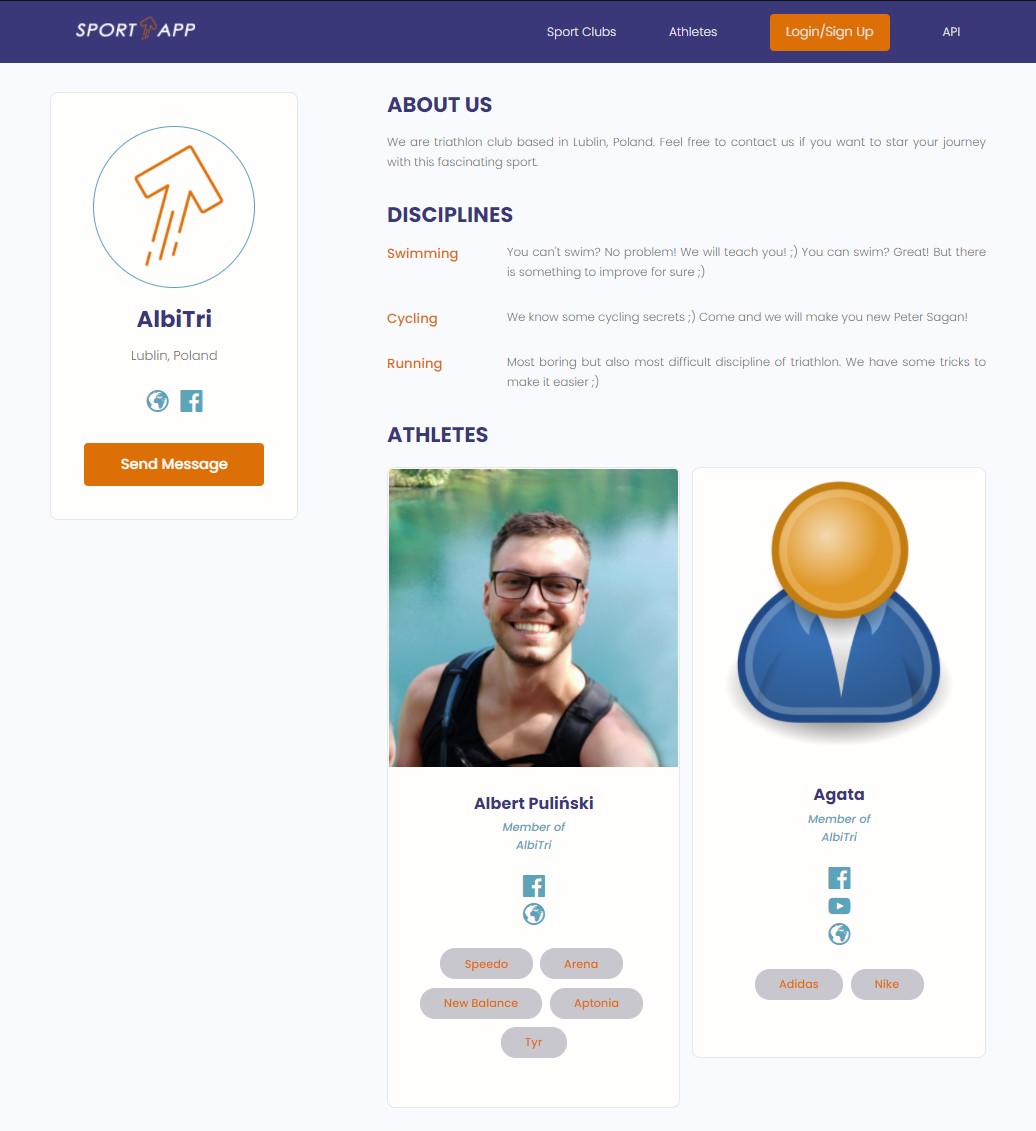 SPORT APP
Sport Clubs
Athletes
Login/Sign Up
API
AlbiTri
Lublin, Poland
Send Message
ABOUT US
We are triathlon club based in Lublin, Poland. Feel free to contact us if you want to star your journey
with this fascinating sport.
DISCIPLINES
Swimming
You can't swim? No problem! We will teach you! ;) You can swim? Great! But there
is something to improve for sure ;)
Cycling
We know some cycling secrets ;) Come and we will make you new Peter Sagan!
Running
Most boring but also most difficult discipline of triathlon. We have some tricks to
make it easier ;)
ATHLETES
Albert Puliński
Member of
AlbiTri
Speedo
Arena
New Balance
Aptonia
Tyr
Agata
Member of
AlbiTri
Adidas
Nike